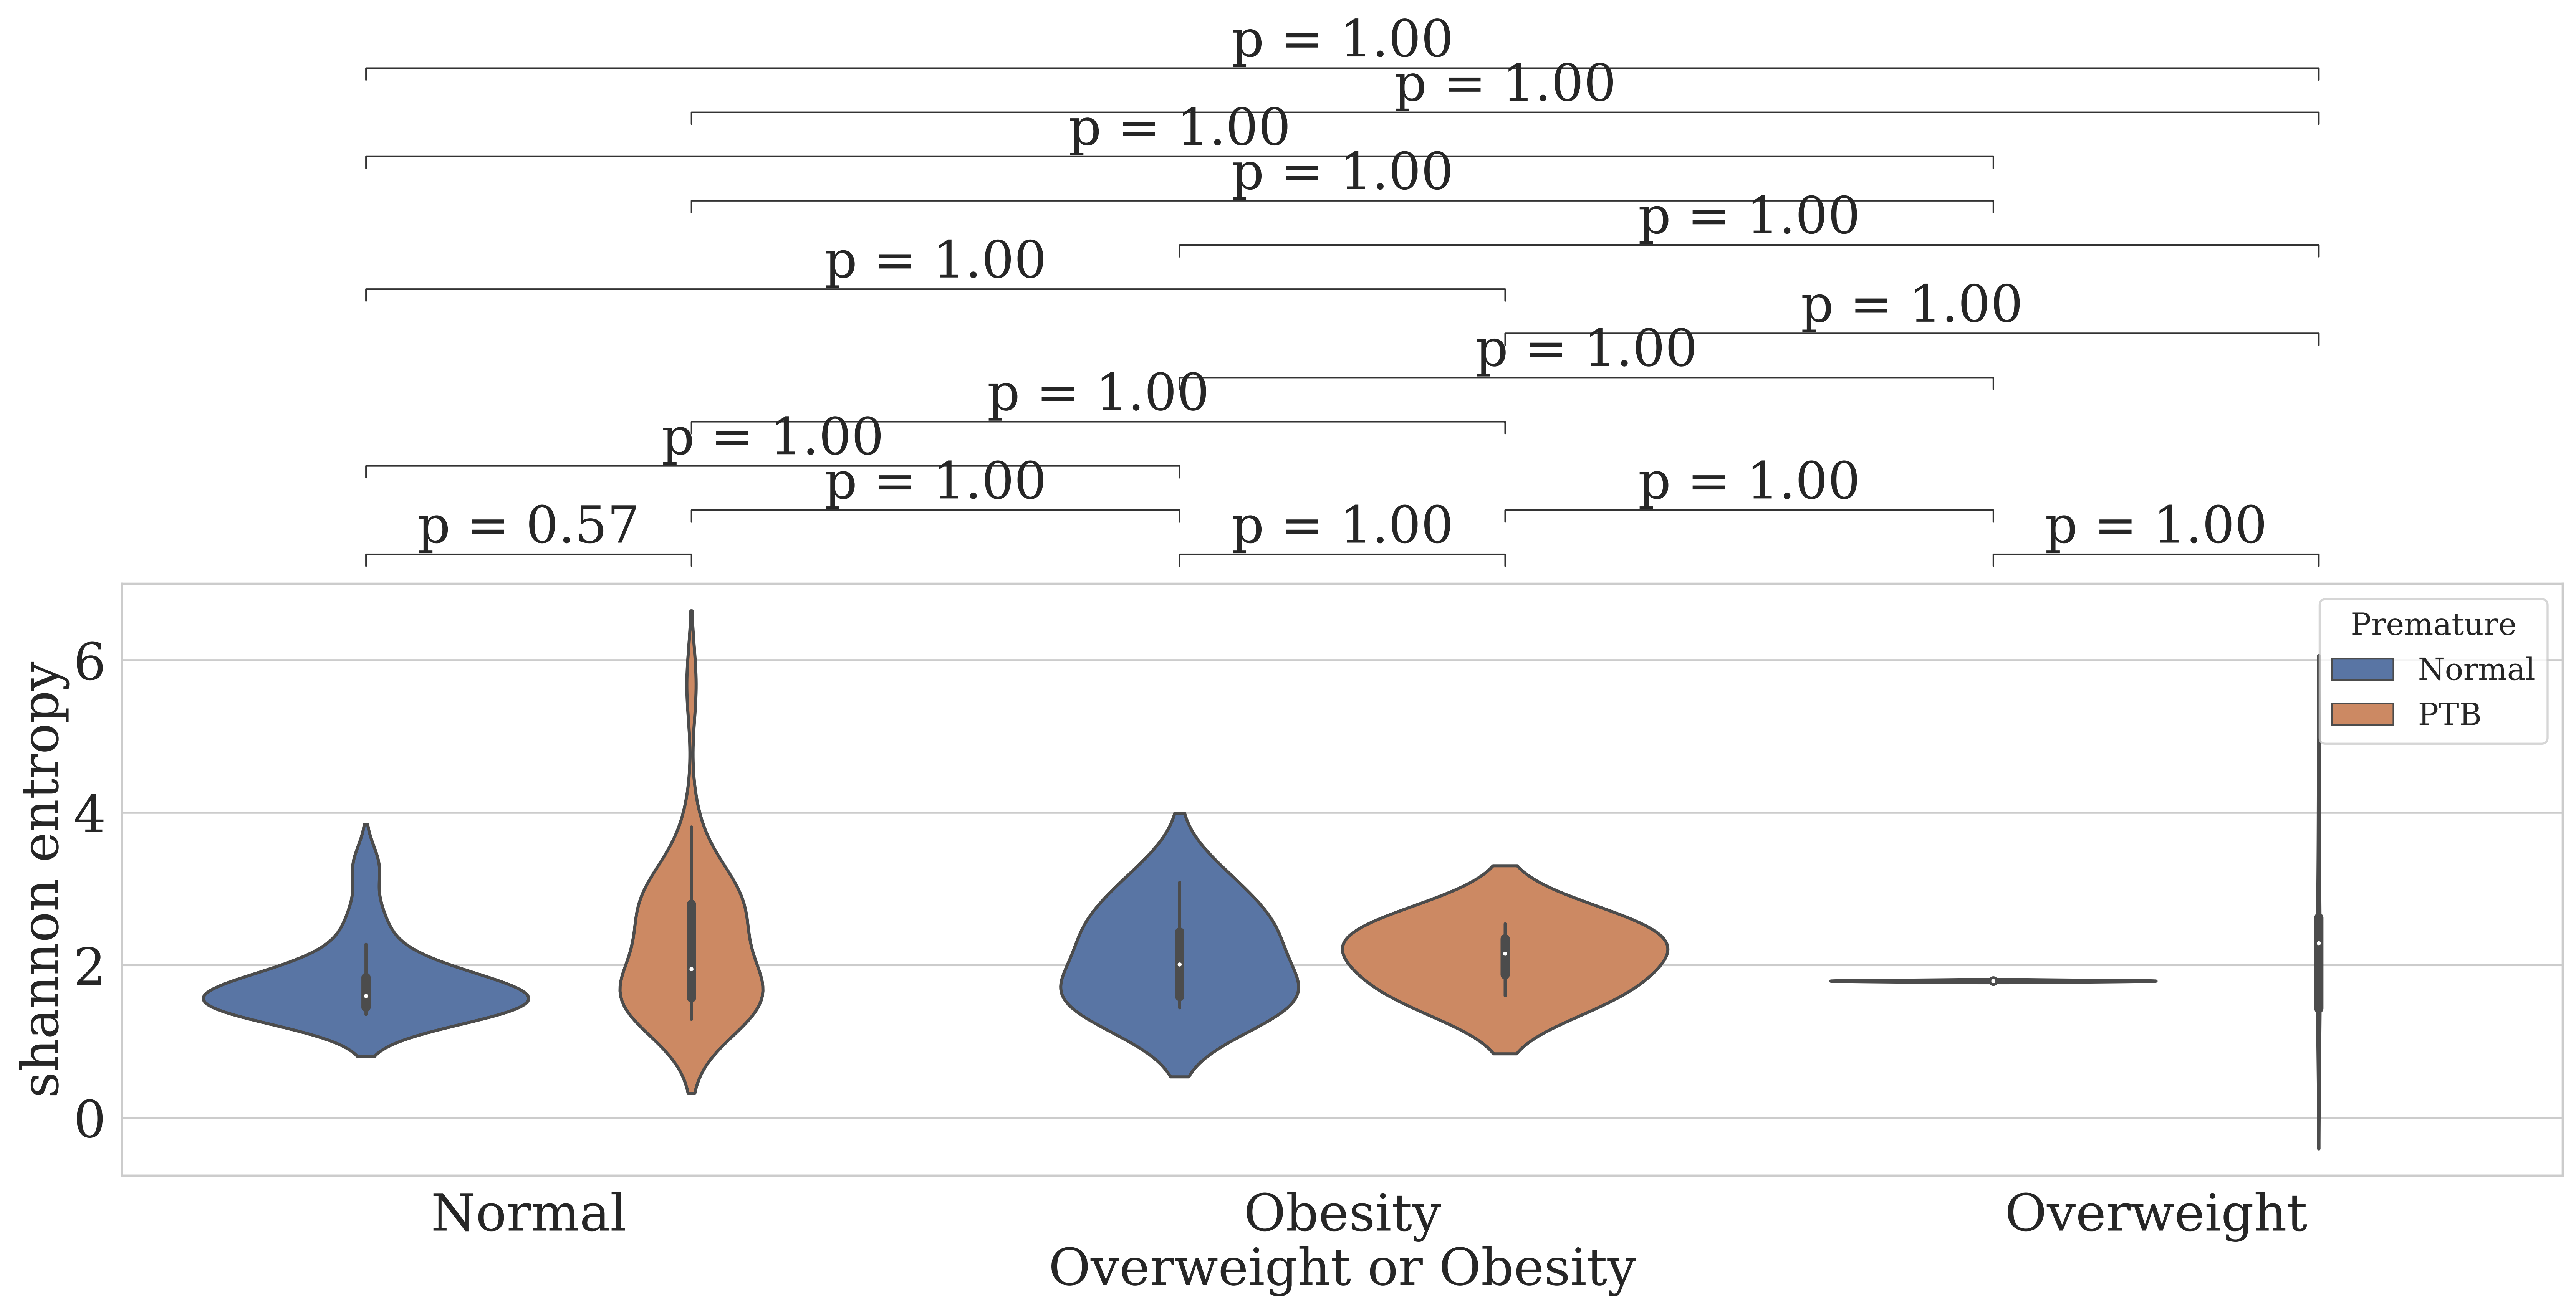 p = 1.00
p = 1.00
p = 1.00
p = 1.00
p = 1.00
p = 1.00
p = 1.00
p = 1.00
p = 1.00
p = 1.00
p = 1.00
p = 1.00
p = 0.57
p = 1.00
p = 1.00
Premature
Normal
PTB
shannon entropy
6
4
2
0
Normal Obesity Overweight
Overweight or Obesity